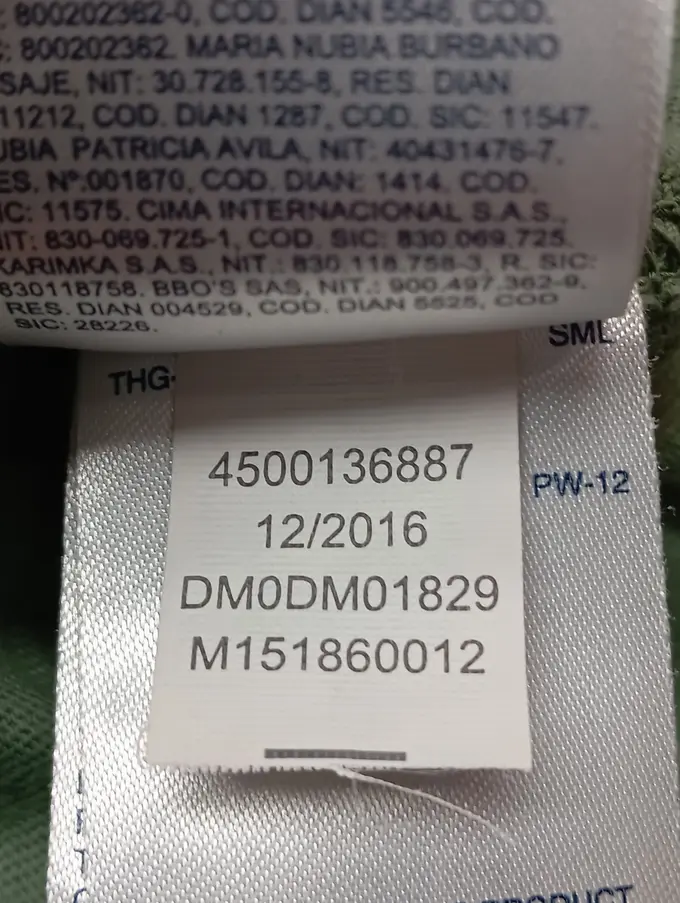 : 800202362-0, COD. DIAN 5546, COD.
: 800202362. MARIA NUBIA BURBANO
SAJE, NIT: 30.728.155-8, RES. DIAN
11212, COD. DIAN 1287, COD. SIC: 11547.
UBIA PATRICIA AVILA, NIT: 40431476-7,
ES. Nº.001870, COD. DIAN: 1414. COD.
IC: 11575. CIMA INTERNACIONAL S.A.S.,
NIT: 830-069.725-1, COD. SIC: 830.069.725.
KARIMKA S.A.S., NIT.: 830.118.758-3, R. SIC:
830118758. BBO'S SAS, NIT.: 900.497.362-9,
RES. DIAN 004529, COD. DIAN 5525, COD
SIC: 28226.
SML
THG-
4500136887
PW-12
12/2016
DM0DM01829
M151860012
PRODUCT